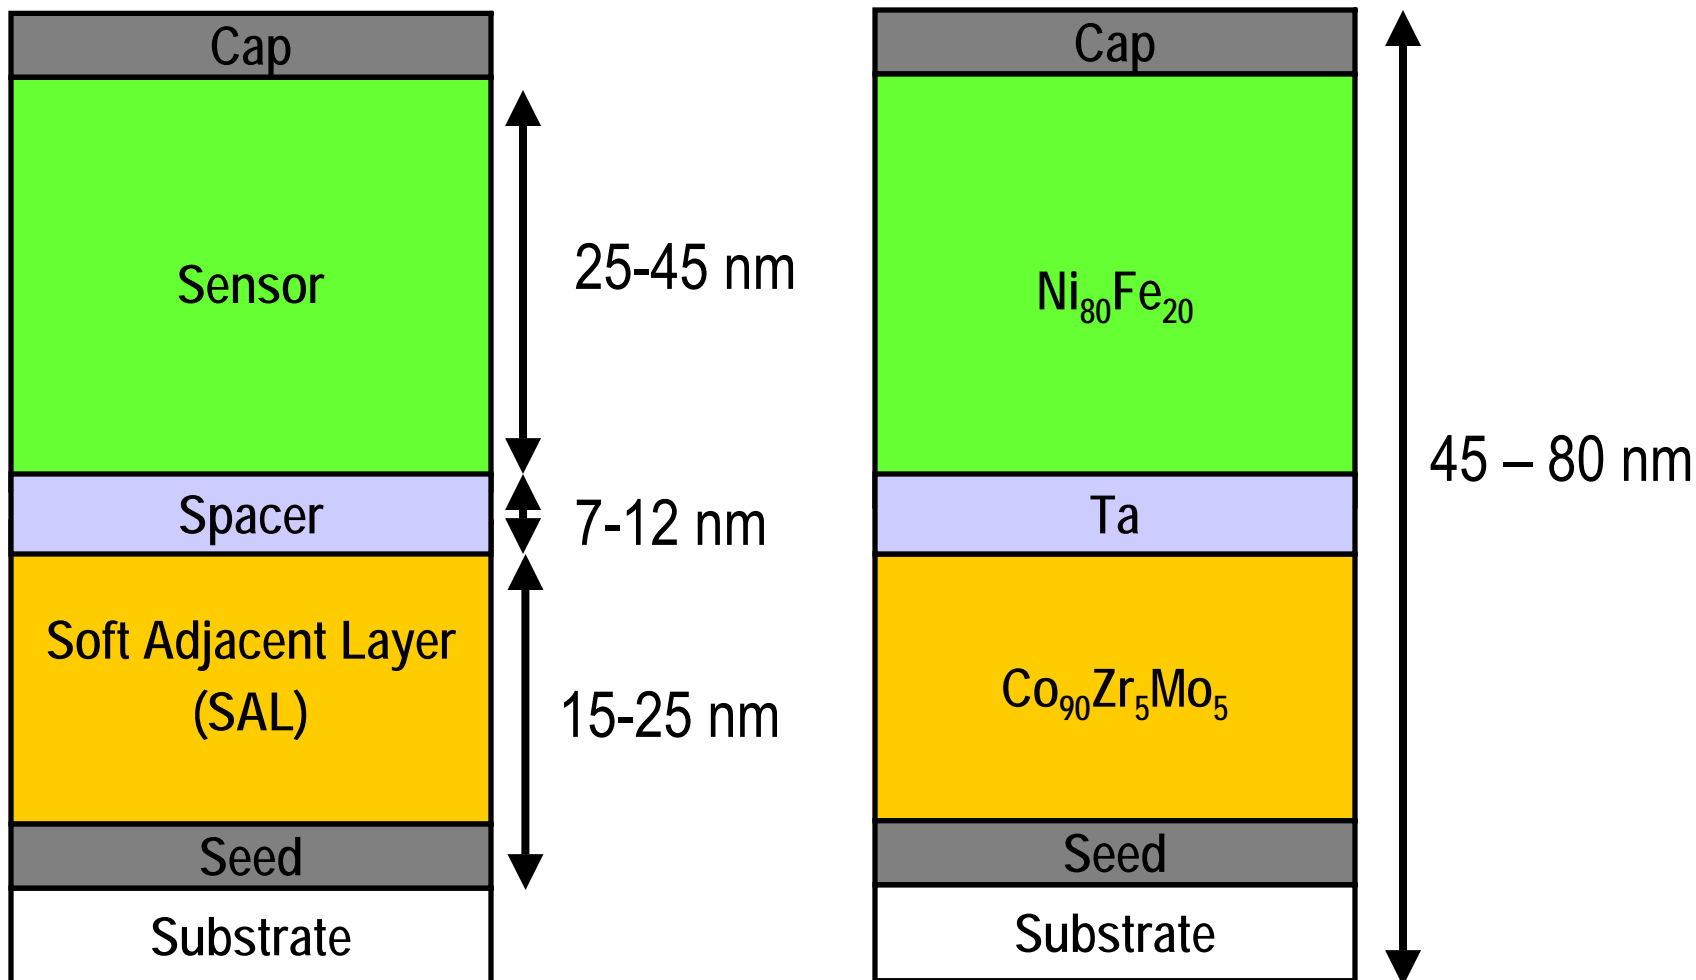 Cap
Sensor
25-45 nm
Spacer
7-12 nm
Soft Adjacent Layer
(SAL)
15-25 nm
Seed
Substrate
Cap
Ni₈₀Fe₂₀
Ta
Co₉₀Zr₅Mo₅
Seed
Substrate
45 – 80 nm